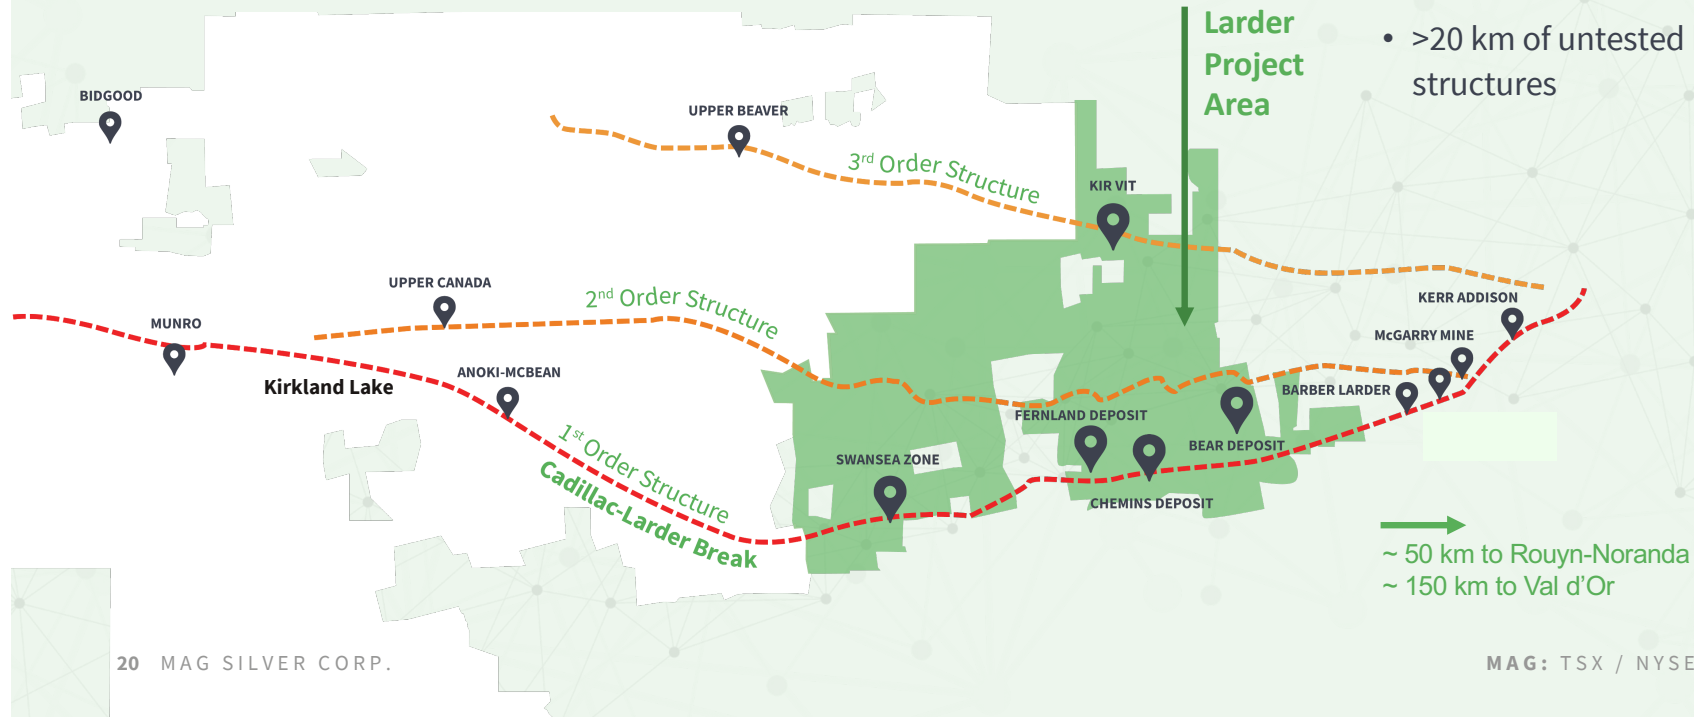 Larder
Project
Area
• >20 km of untested
structures
BIDGOOD
UPPER BEAVER
3rd Order Structure
KIR VIT
UPPER CANADA
2nd Order Structure
KERR ADDISON
MUNRO
McGARRY MINE
Kirkland Lake
ANOKI-MCBEAN
BARBER LARDER
FERNLAND DEPOSIT
1st Order Structure
Cadillac-Larder Break
SWANSEA ZONE
BEAR DEPOSIT
CHEMINS DEPOSIT
~ 50 km to Rouyn-Noranda
~ 150 km to Val d’Or
20 MAG SILVER CORP.
MAG: TSX / NYSE